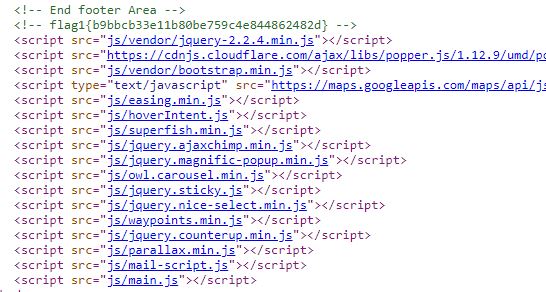 <!-- End footer Area -->
<!-- flag1{b9bbcb33e11b80be759c4e844862482d} -->
<script src="js/vendor/jquery-2.2.4.min.js"></script>
<script src="https://cdnjs.cloudflare.com/ajax/libs/popper.js/1.12.9/umd/po
<script src="js/vendor/bootstrap.min.js"></script>
<script type="text/javascript" src="https://maps.googleapis.com/maps/api/js
<script src="js/easing.min.js"></script>
<script src="js/hoverIntent.js"></script>
<script src="js/superfish.min.js"></script>
<script src="js/jquery.ajaxchimp.min.js"></script>
<script src="js/jquery.magnific-popup.min.js"></script>
<script src="js/owl.carousel.min.js"></script>
<script src="js/jquery.sticky.js"></script>
<script src="js/jquery.nice-select.min.js"></script>
<script src="js/waypoints.min.js"></script>
<script src="js/jquery.counterup.min.js"></script>
<script src="js/parallax.min.js"></script>
<script src="js/mail-script.js"></script>
<script src="js/main.js"></script>